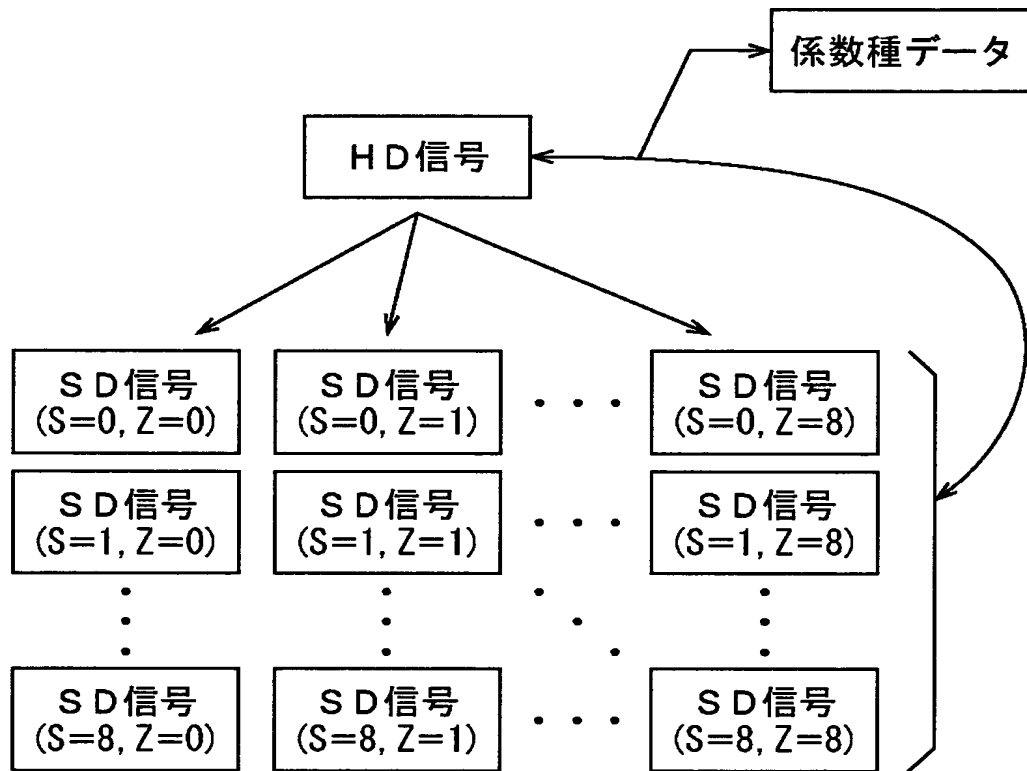 係数種データ
ＨＤ信号
ＳＤ信号
(S=0, Z=0)
ＳＤ信号
(S=0, Z=1)
・・・
ＳＤ信号
(S=0, Z=8)
ＳＤ信号
(S=1, Z=0)
ＳＤ信号
(S=1, Z=1)
・・・
ＳＤ信号
(S=1, Z=8)
ＳＤ信号
(S=8, Z=0)
ＳＤ信号
(S=8, Z=1)
・・・
ＳＤ信号
(S=8, Z=8)